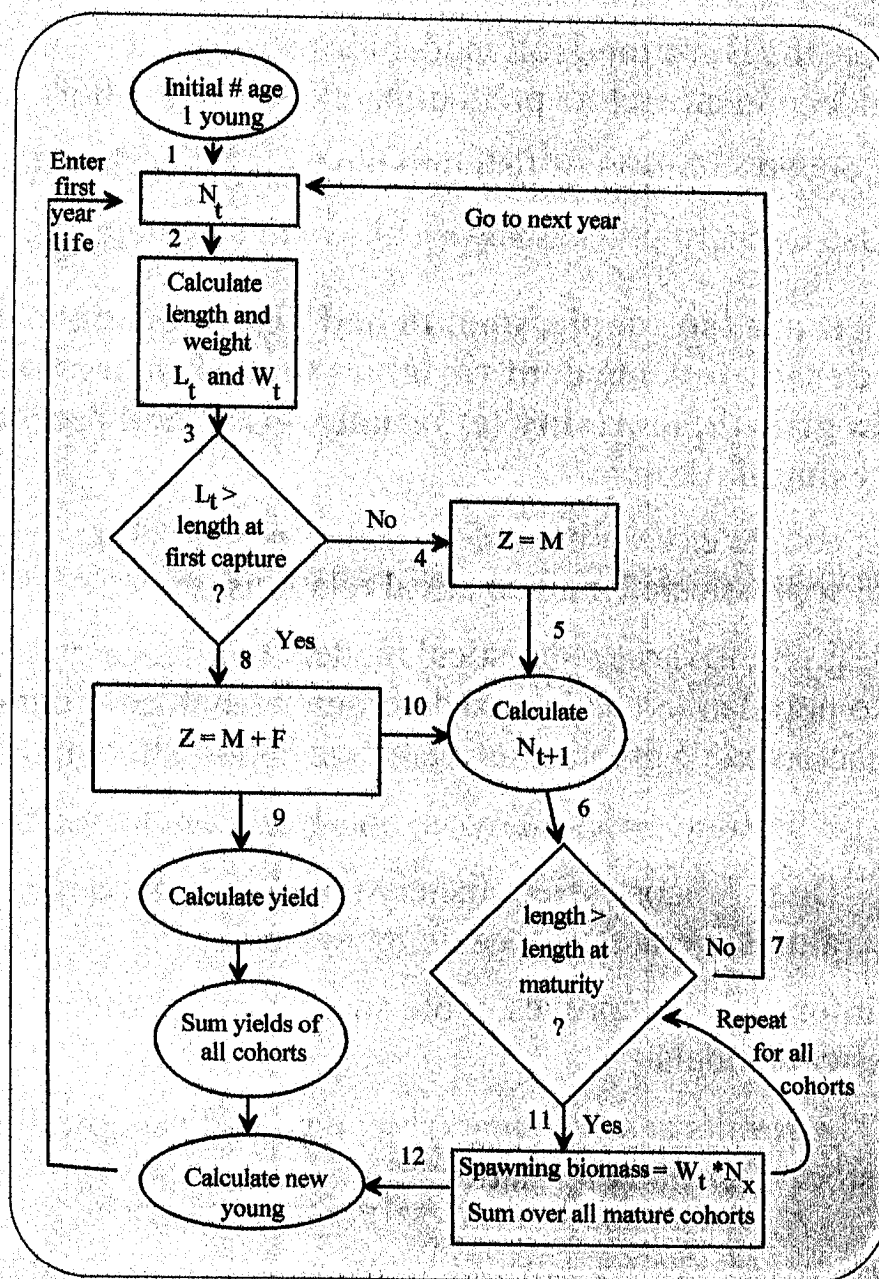 Initial # age
1 young
Enter
first
year
life
1
N_t
Go to next year
2
Calculate
length and
weight
L_t and W_t
3
L_t >
length at
first capture
?
No
4
Z = M
Yes
8
5
Z = M + F
10
Calculate
N_{t+1}
9
6
Calculate yield
length >
length at
maturity
?
No
7
Sum yields of
all cohorts
Repeat
for all
cohorts
11
Yes
Calculate new
young
12
Spawning biomass = W_t *N_x
Sum over all mature cohorts